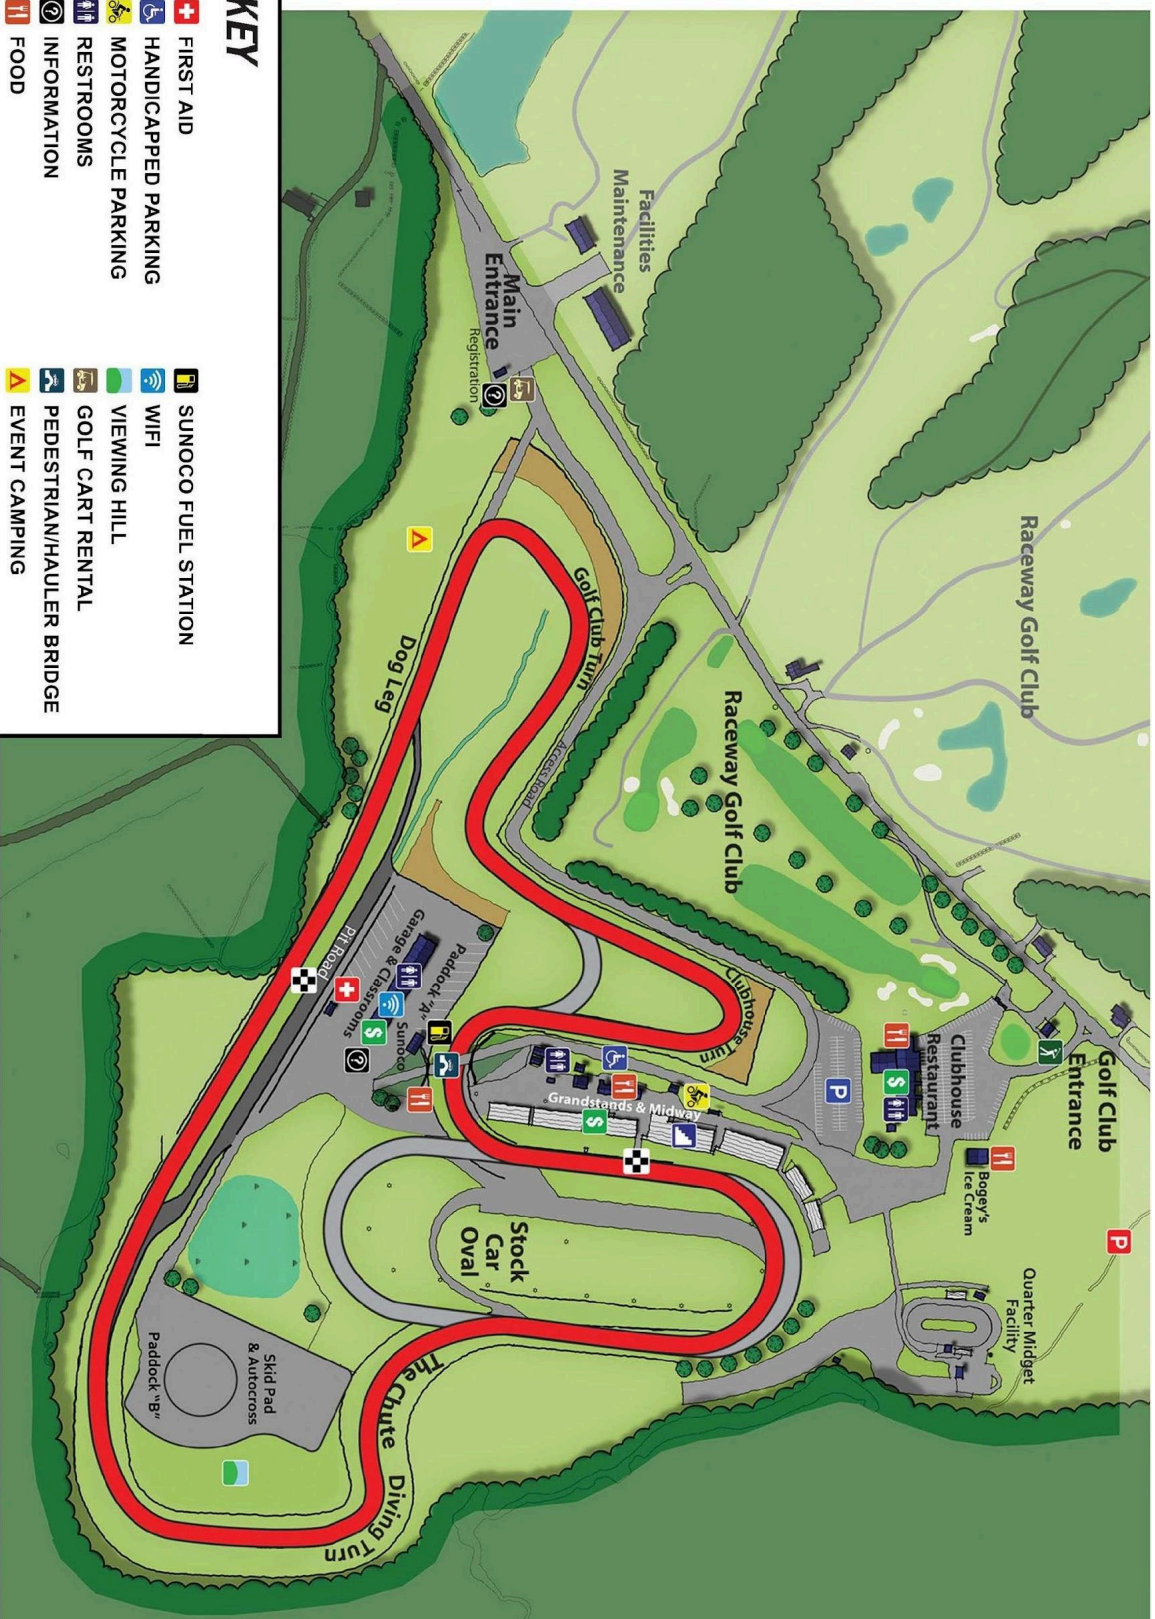 KEY
FIRST AID
HANDICAPPED PARKING
MOTORCYCLE PARKING
RESTROOMS
INFORMATION
FOOD
SUNOCO FUEL STATION
WIFI
VIEWING HILL
GOLF CART RENTAL
PEDESTRIAN/HAULER BRIDGE
EVENT CAMPING
Facilities
Maintenance
Main
Entrance
Registration
?
Golf Club Turn
Dog Leg
Access Road
Raceway Golf Club
Raceway Golf Club
Pit Road
Garage & Classrooms
Paddock "A"
Sunoco
$
?
Clubhouse Turn
Grandstands & Midway
$
P
Clubhouse
Restaurant
$
Golf Club
Entrance
Bogey's
Ice Cream
P
Quarter Midget
Facility
Stock
Car
Oval
The Chute
Diving Turn
Skid Pad
& Autocross
Paddock "B"